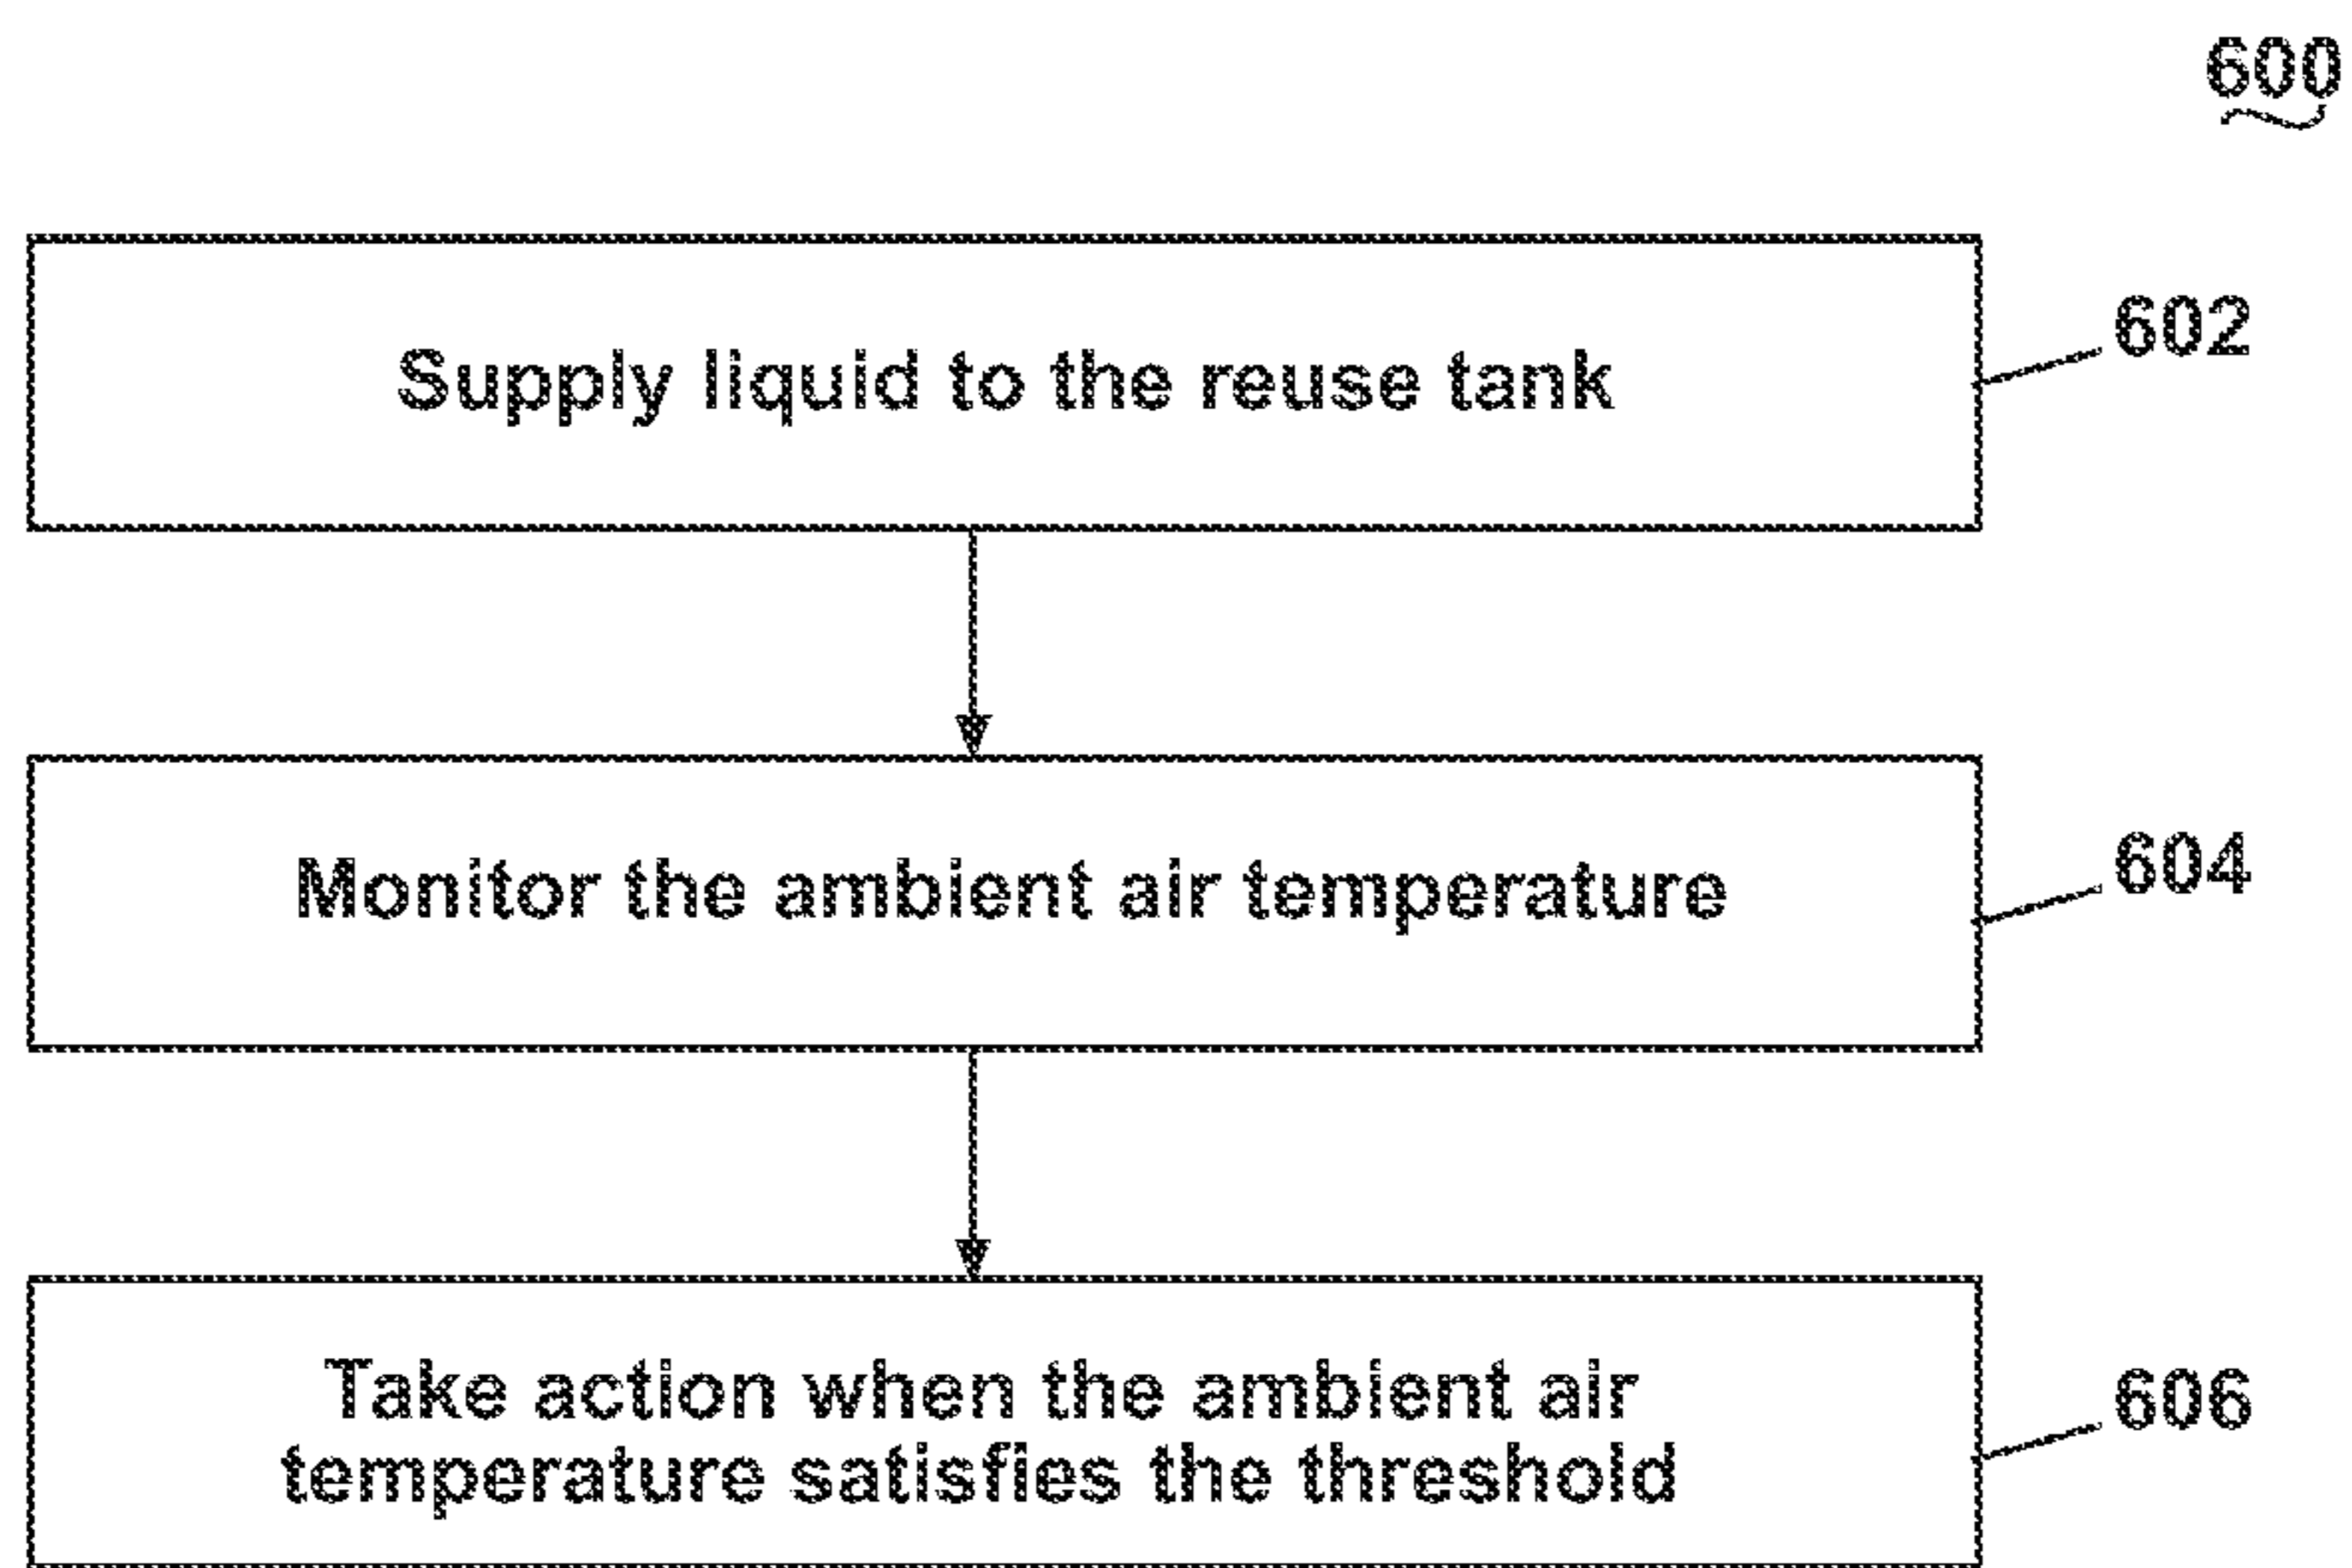 600
Supply liquid to the reuse tank
602
Monitor the ambient air temperature
604
Take action when the ambient air
temperature satisfies the threshold
606